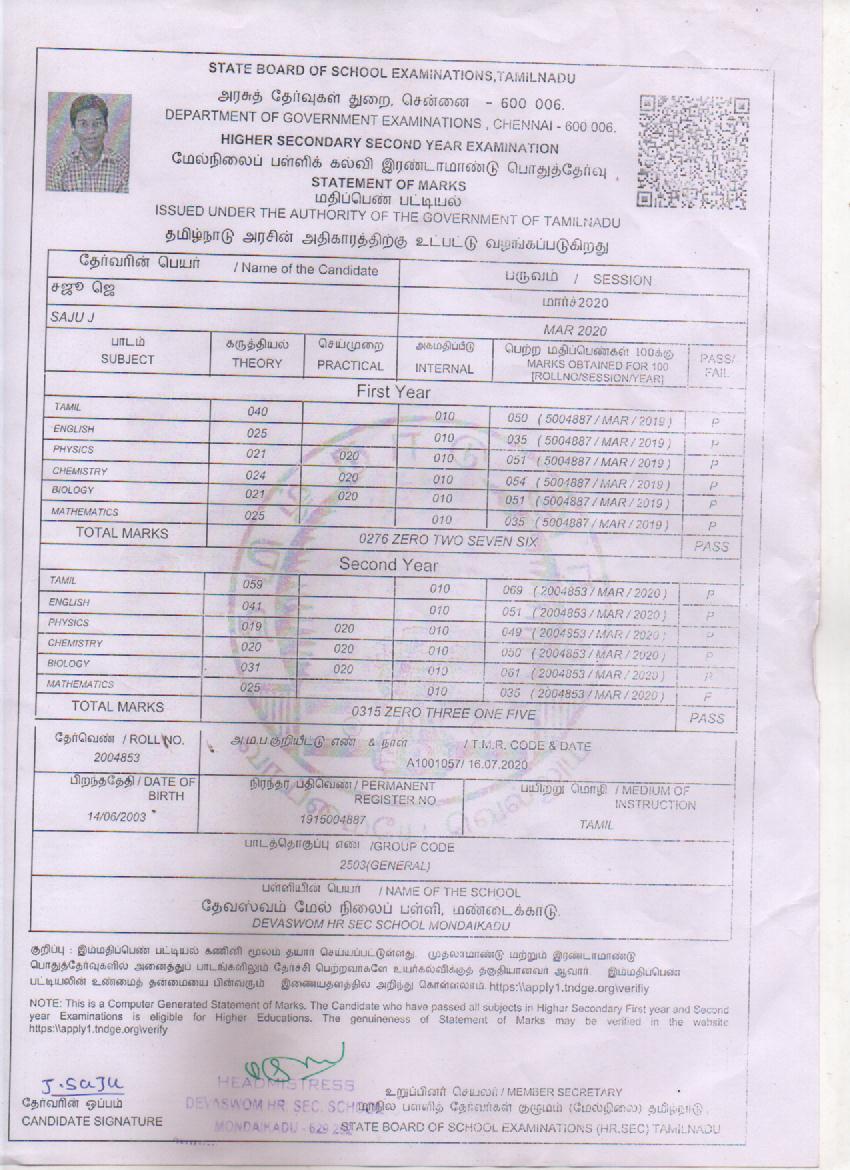 STATE BOARD OF SCHOOL EXAMINATIONS,TAMILNADU
அரசுத் தேர்வுகள் துறை, சென்னை - 600 006.
DEPARTMENT OF GOVERNMENT EXAMINATIONS , CHENNAI - 600 006.
HIGHER SECONDARY SECOND YEAR EXAMINATION
மேல்நிலைப் பள்ளிக் கல்வி இரண்டாமாண்டு பொதுத்தேர்வு
STATEMENT OF MARKS
மதிப்பெண் பட்டியல்
ISSUED UNDER THE AUTHORITY OF THE GOVERNMENT OF TAMILNADU
தமிழ்நாடு அரசின் அதிகாரத்திற்கு உட்பட்டு வழங்கப்படுகிறது
தேர்வரின் பெயர் / Name of the Candidate பருவம் / SESSION
சஜூ ஜெ மார்ச்2020
SAJU J MAR 2020
பாடம் கருத்தியல் செய்முறை அகமதிப்பீடு பெற்ற மதிப்பெண்கள் 100க்கு PASS/
SUBJECT THEORY PRACTICAL INTERNAL MARKS OBTAINED FOR 100 FAIL
[ROLLNO/SESSION/YEAR]
First Year
TAMIL 040 010 050 ( 5004887 / MAR / 2019 ) P
ENGLISH 025 010 035 ( 5004887 / MAR / 2019 ) P
PHYSICS 021 020 010 051 ( 5004887 / MAR / 2019 ) P
CHEMISTRY 024 020 010 054 ( 5004887 / MAR / 2019 ) P
BIOLOGY 021 020 010 051 ( 5004887 / MAR / 2019 ) P
MATHEMATICS 025 010 035 ( 5004887 / MAR / 2019 ) P
TOTAL MARKS 0276 ZERO TWO SEVEN SIX PASS
Second Year
TAMIL 059 010 069 ( 2004853 / MAR / 2020 ) P
ENGLISH 041 010 051 ( 2004853 / MAR / 2020 ) P
PHYSICS 019 020 010 049 ( 2004853 / MAR / 2020 ) P
CHEMISTRY 020 020 010 050 ( 2004853 / MAR / 2020 ) P
BIOLOGY 031 020 010 061 ( 2004853 / MAR / 2020 ) P
MATHEMATICS 025 010 035 ( 2004853 / MAR / 2020 ) P
TOTAL MARKS 0315 ZERO THREE ONE FIVE PASS
தேர்வெண் / ROLL NO. அ.ம.ப.குறியீட்டு எண் & நாள் / T.M.R. CODE & DATE
2004853 A1001057/ 16.07.2020
பிறந்ததேதி / DATE OF BIRTH நிரந்தர பதிவெண் / PERMANENT REGISTER NO பயிற்று மொழி / MEDIUM OF INSTRUCTION
14/06/2003 1915004887 TAMIL
பாடத்தொகுப்பு எண் /GROUP CODE
2503(GENERAL)
பள்ளியின் பெயர் / NAME OF THE SCHOOL
தேவஸ்வம் மேல் நிலைப் பள்ளி, மண்டைக்காடு.
DEVASWOM HR SEC SCHOOL MONDAIKADU
குறிப்பு : இம்மதிப்பெண் பட்டியல் கணினி மூலம் தயார் செய்யப்பட்டுள்ளது. முதலாமாண்டு மற்றும் இரண்டாமாண்டு
பொதுத்தேர்வுகளில் அனைத்துப் பாடங்களிலும் தேர்ச்சி பெற்றவர்களே உயர்கல்விக்குத் தகுதியானவர் ஆவார். இம்மதிப்பெண்
பட்டியலின் உண்மைத் தன்மையை பின்வரும் இணையதளத்தில் அறிந்து கொள்ளலாம். https:\\apply1.tndge.org\verifiy
NOTE: This is a Computer Generated Statement of Marks. The Candidate who have passed all subjects in Higher Secondary First year and Second
year Examinations is eligible for Higher Educations. The genuineness of Statement of Marks may be verified in the website
https:\\apply1.tndge.org\verify
J.SAJU
HEADMISTRESS
DEVASWOM HR. SEC. SCHOOL
MONDAIKADU - 629 252
தேர்வரின் ஒப்பம்
CANDIDATE SIGNATURE
உறுப்பினர் செயலர் / MEMBER SECRETARY
மாநில பள்ளித் தேர்வுகள் குழுமம் (மேல்நிலை) தமிழ்நாடு.
STATE BOARD OF SCHOOL EXAMINATIONS (HR.SEC) TAMILNADU